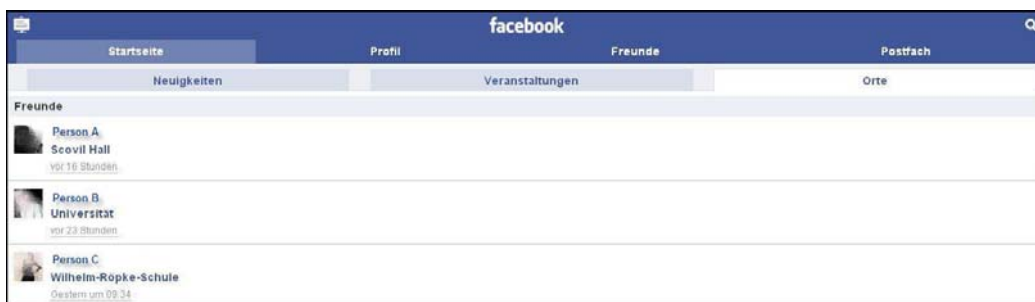 facebook
Startseite Profil Freunde Postfach
Neuigkeiten Veranstaltungen Orte
Freunde
Person A
Scovil Hall
vor 16 Stunden
Person B
Universität
vor 23 Stunden
Person C
Wilhelm-Röpke-Schule
Gestern um 09:34